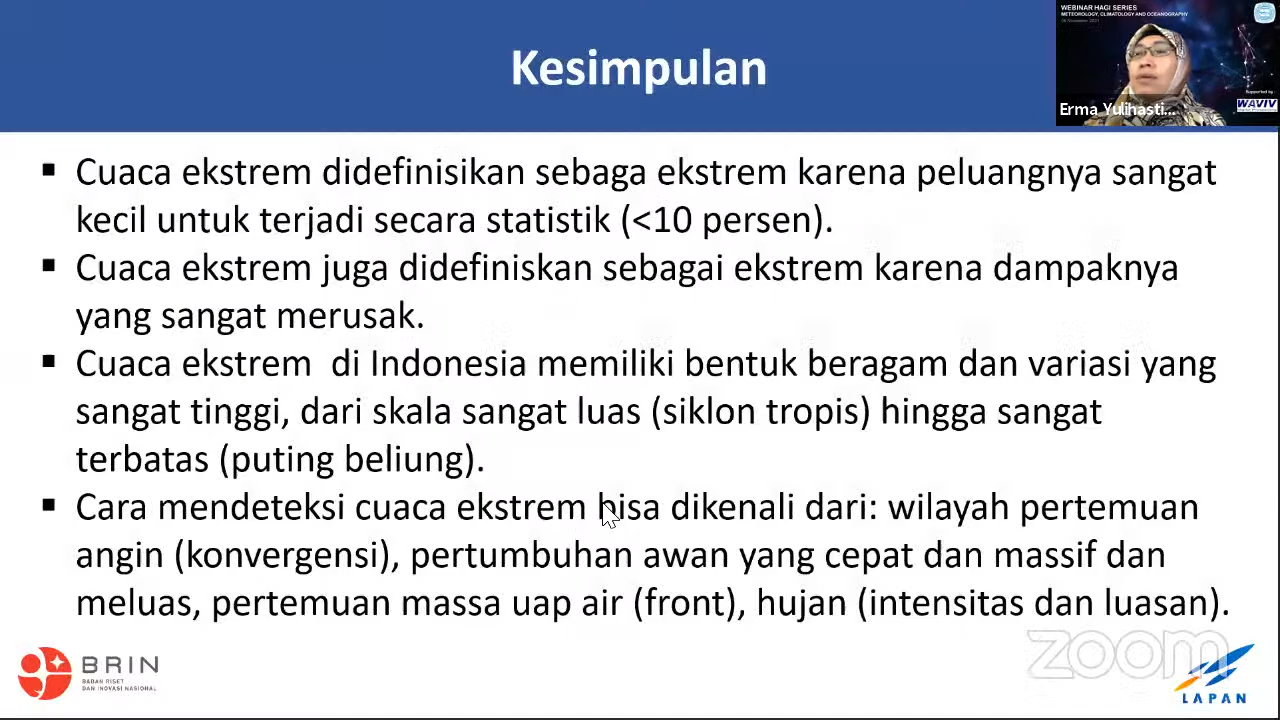 Kesimpulan
WEBINAR HAGI SERIES
METEOROLOGY, CLIMATOLOGY AND OCEANOGRAPHY
Supported by
WAVIV
Erma Yulihasti...
▪ Cuaca ekstrem didefinisikan sebaga ekstrem karena peluangnya sangat
kecil untuk terjadi secara statistik (<10 persen).
▪ Cuaca ekstrem juga didefiniskan sebagai ekstrem karena dampaknya
yang sangat merusak.
▪ Cuaca ekstrem  di Indonesia memiliki bentuk beragam dan variasi yang
sangat tinggi, dari skala sangat luas (siklon tropis) hingga sangat
terbatas (puting beliung).
▪ Cara mendeteksi cuaca ekstrem bisa dikenali dari: wilayah pertemuan
angin (konvergensi), pertumbuhan awan yang cepat dan massif dan
meluas, pertemuan massa uap air (front), hujan (intensitas dan luasan).
BRIN
BADAN RISET
DAN INOVASI NASIONAL
zoom
LAPAN